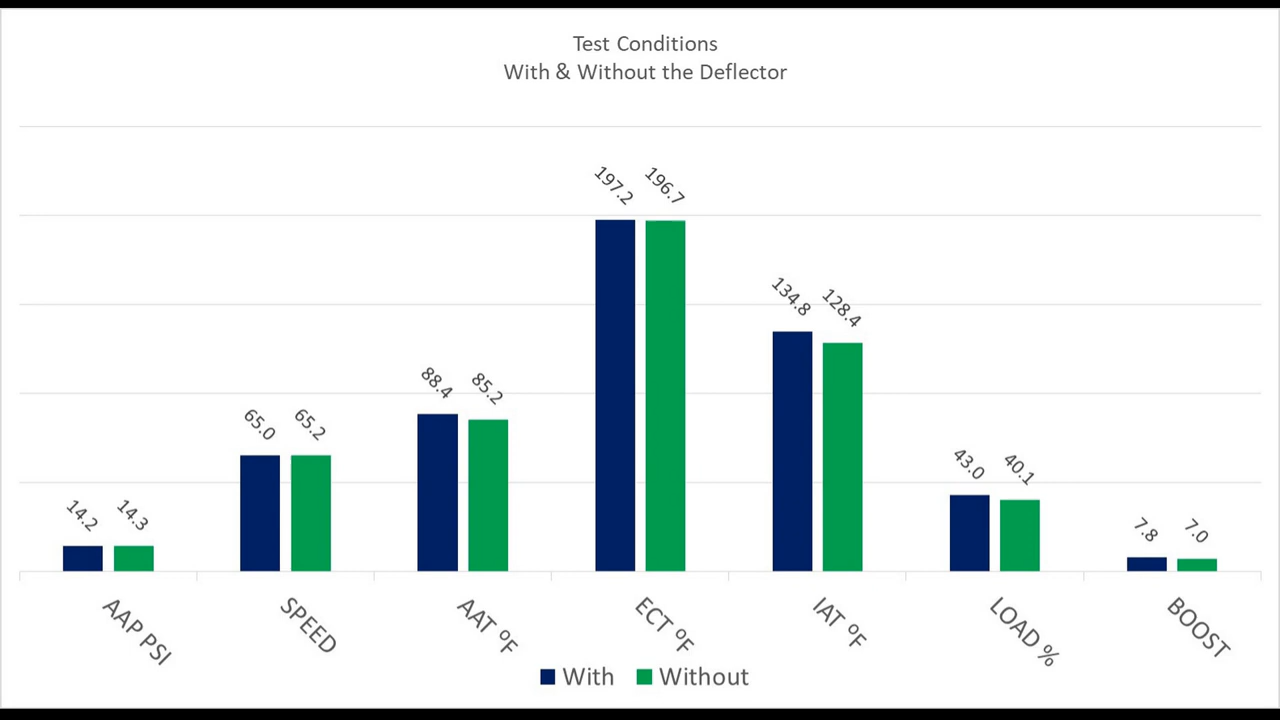 Test Conditions
With & Without the Deflector
14.2
14.3
65.0
65.2
88.4
85.2
197.2
196.7
134.8
128.4
43.0
40.1
7.8
7.0
AAP PSI
SPEED
AAT ºF
ECT ºF
IAT ºF
LOAD %
BOOST
With
Without